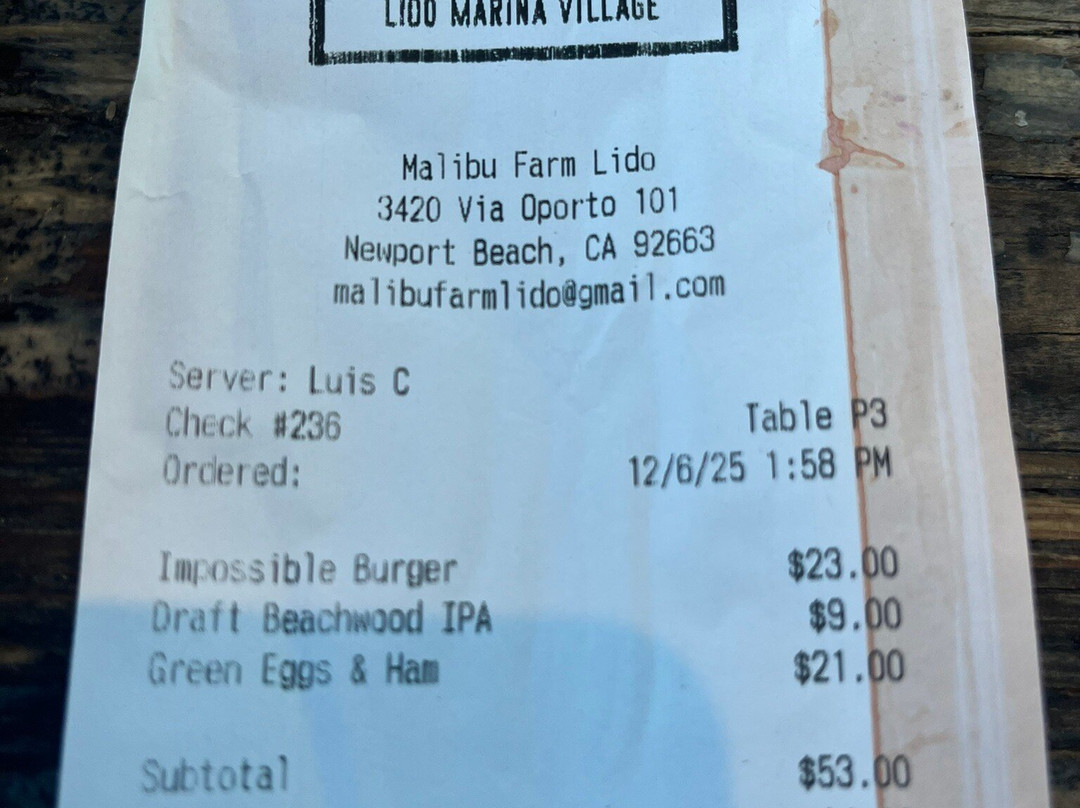 LIDO MARINA VILLAGE
Malibu Farm Lido
3420 Via Oporto 101
Newport Beach, CA 92663
malibufarmlido@gmail.com
Server: Luis C
Check #236 Table P3
Ordered: 12/6/25 1:58 PM
Impossible Burger $23.00
Draft Beachwood IPA $9.00
Green Eggs & Ham $21.00
Subtotal $53.00